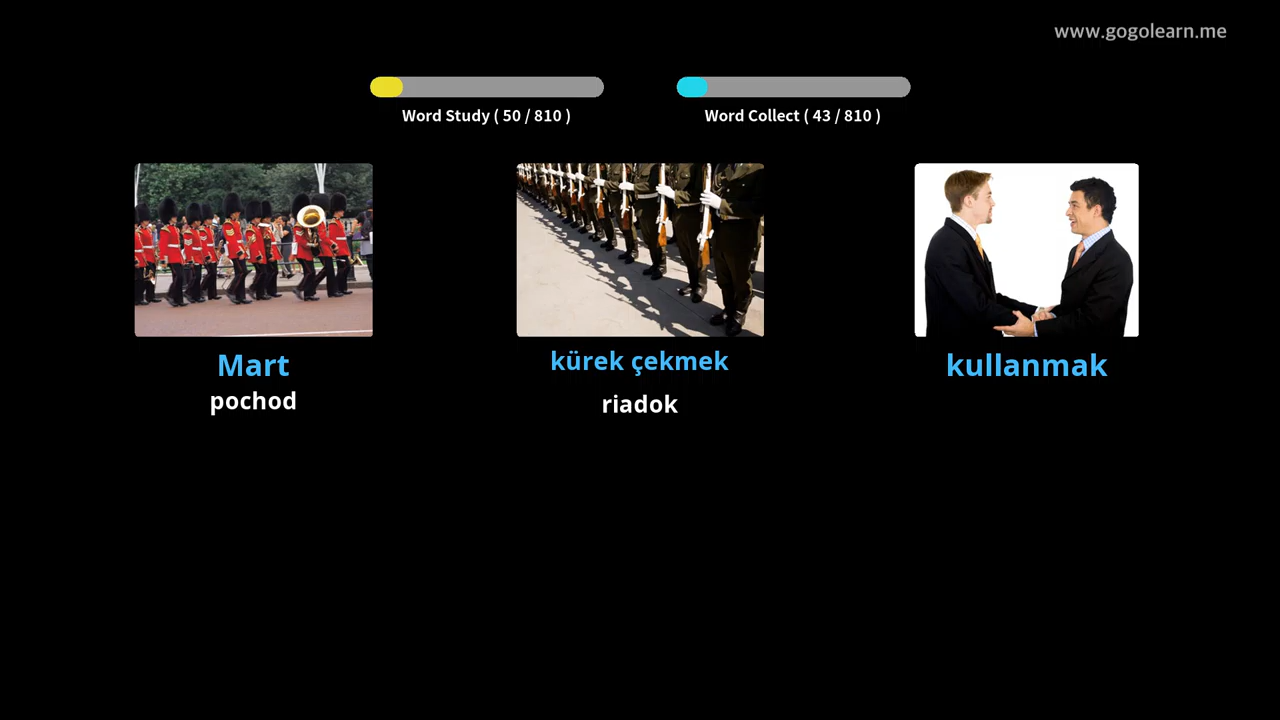 www.gogolearn.me
Word Study ( 50 / 810 )
Word Collect ( 43 / 810 )
Mart
pochod
kürek çekmek
riadok
kullanmak